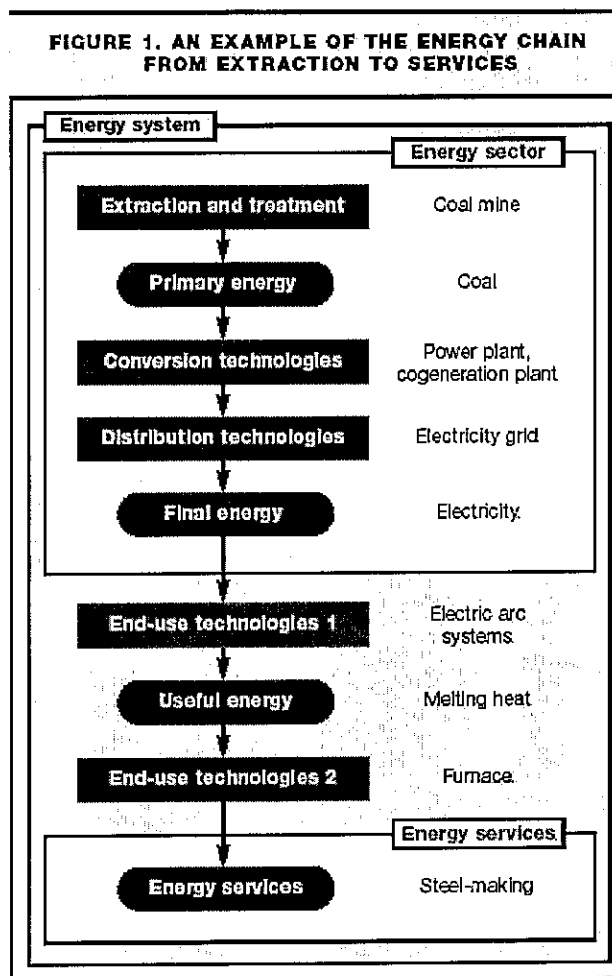 FIGURE 1. AN EXAMPLE OF THE ENERGY CHAIN
FROM EXTRACTION TO SERVICES
Energy system
Energy sector
Extraction and treatment
Coal mine
Primary energy
Coal
Conversion technologies
Power plant,
cogeneration plant
Distribution technologies
Electricity grid
Final energy
Electricity
End-use technologies 1
Electric arc
systems
Useful energy
Melting heat
End-use technologies 2
Furnace
Energy services
Energy services
Steel-making